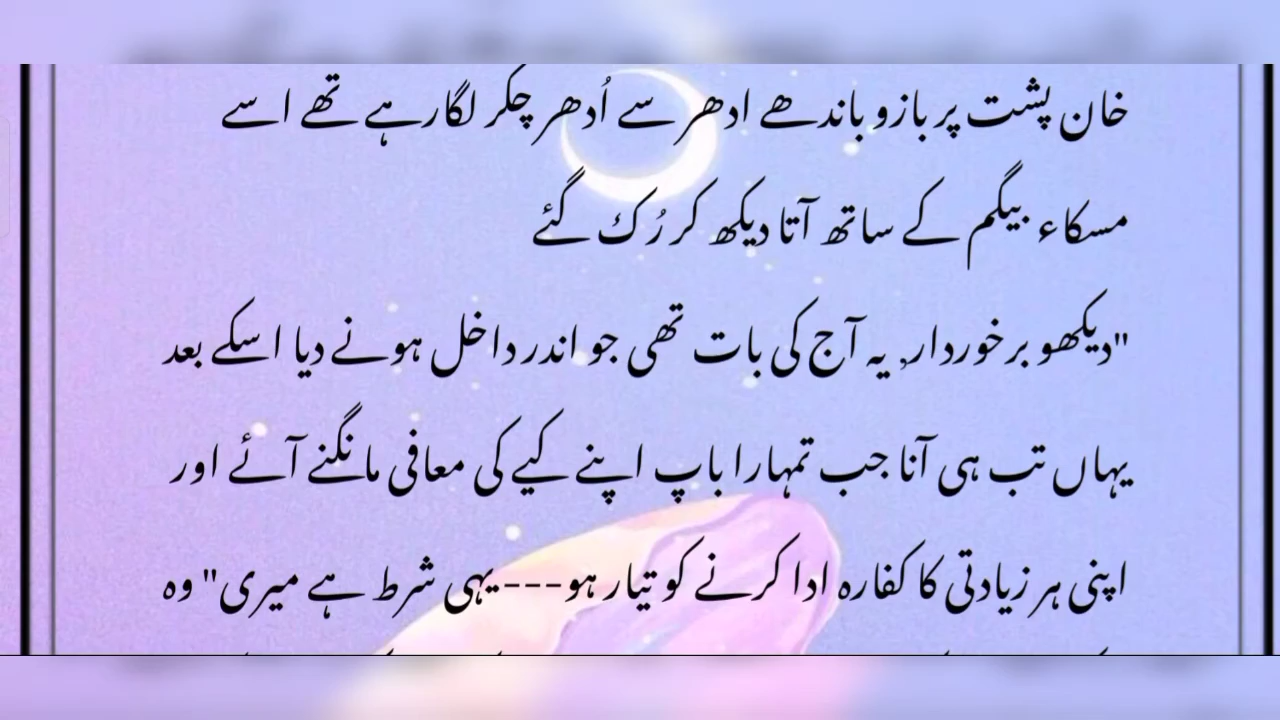 خان پشت پر بازو باندھے ادھر سے اُدھر چکر لگا رہے تھے اسے
مسکاء بیگم کے ساتھ آتا دیکھ کر رُک گئے
"دیکھو برخوردار, یہ آج کی بات تھی جو اندر داخل ہونے دیا اسکے بعد
یہاں تب ہی آنا جب تمہارا باپ اپنے کیے کی معافی مانگنے آئے اور
اپنی ہر زیادتی کا کفارہ ادا کرنے کو تیار ہو---یہی شرط ہے میری" وہ